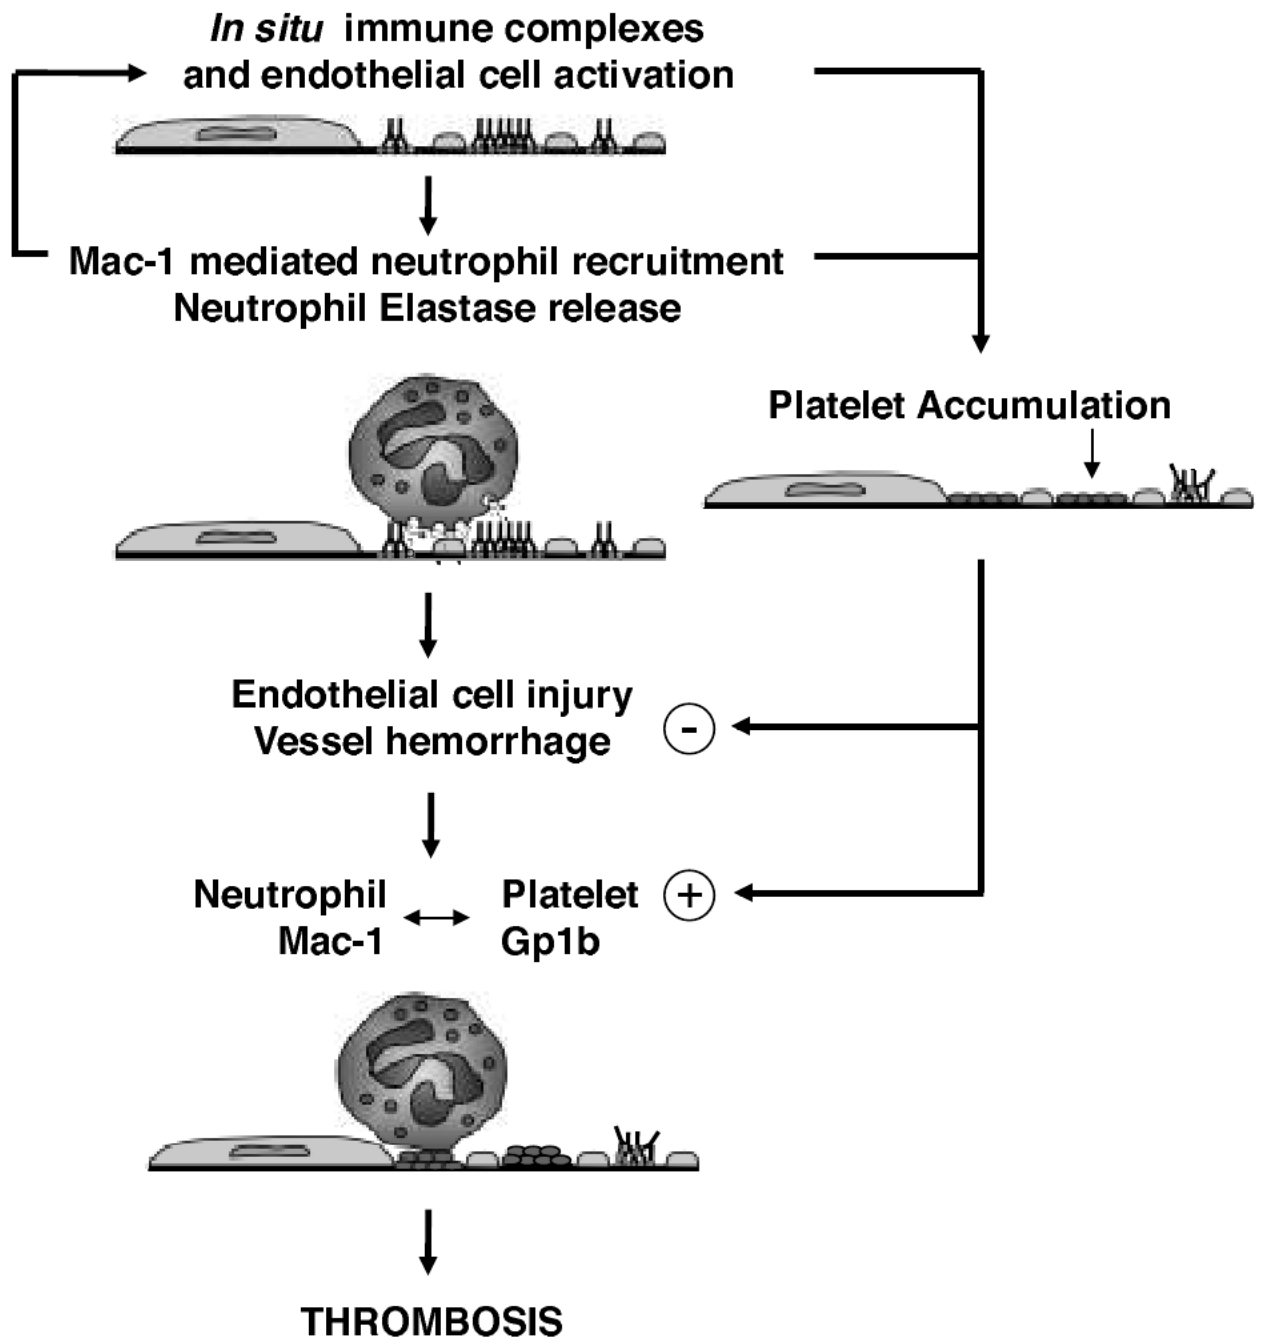 In situ immune complexes
and endothelial cell activation
Mac-1 mediated neutrophil recruitment
Neutrophil Elastase release
Platelet Accumulation
Endothelial cell injury
Vessel hemorrhage
-
Neutrophil
Mac-1
Platelet
Gp1b
+
THROMBOSIS